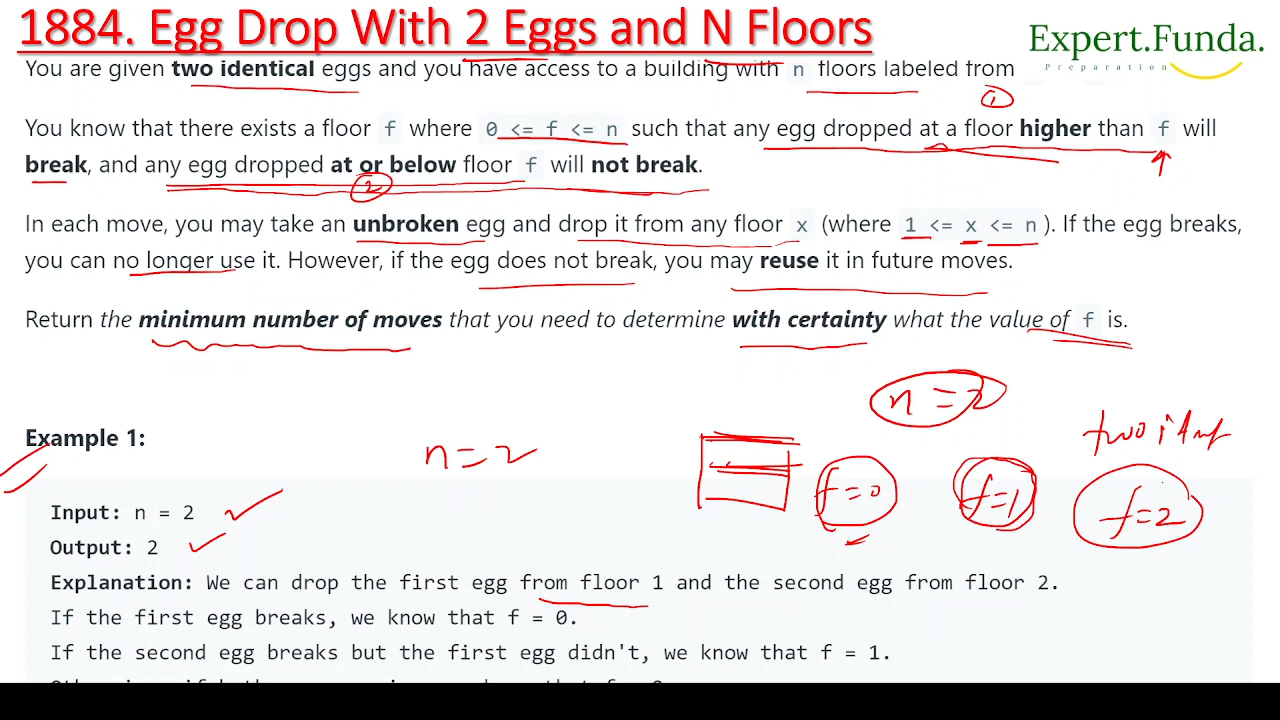 1884. Egg Drop With 2 Eggs and N Floors
Expert.Funda.
Preparation
You are given two identical eggs and you have access to a building with n floors labeled from
1
You know that there exists a floor f where 0 <= f <= n such that any egg dropped at a floor higher than f will
break, and any egg dropped at or below floor f will not break.
2
In each move, you may take an unbroken egg and drop it from any floor x (where 1 <= x <= n). If the egg breaks,
you can no longer use it. However, if the egg does not break, you may reuse it in future moves.
Return the minimum number of moves that you need to determine with certainty what the value of f is.
n=2
two
Example 1:
n=2
f=0
f=1
f=2
Input: n = 2
Output: 2
Explanation: We can drop the first egg from floor 1 and the second egg from floor 2.
If the first egg breaks, we know that f = 0.
If the second egg breaks but the first egg didn't, we know that f = 1.